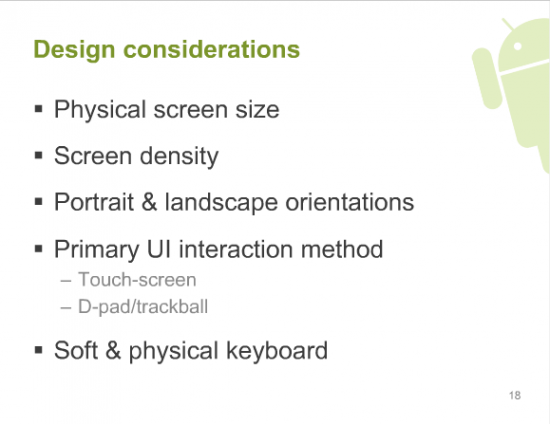 Design considerations
▪ Physical screen size
▪ Screen density
▪ Portrait & landscape orientations
▪ Primary UI interaction method
– Touch-screen
– D-pad/trackball
▪ Soft & physical keyboard
18